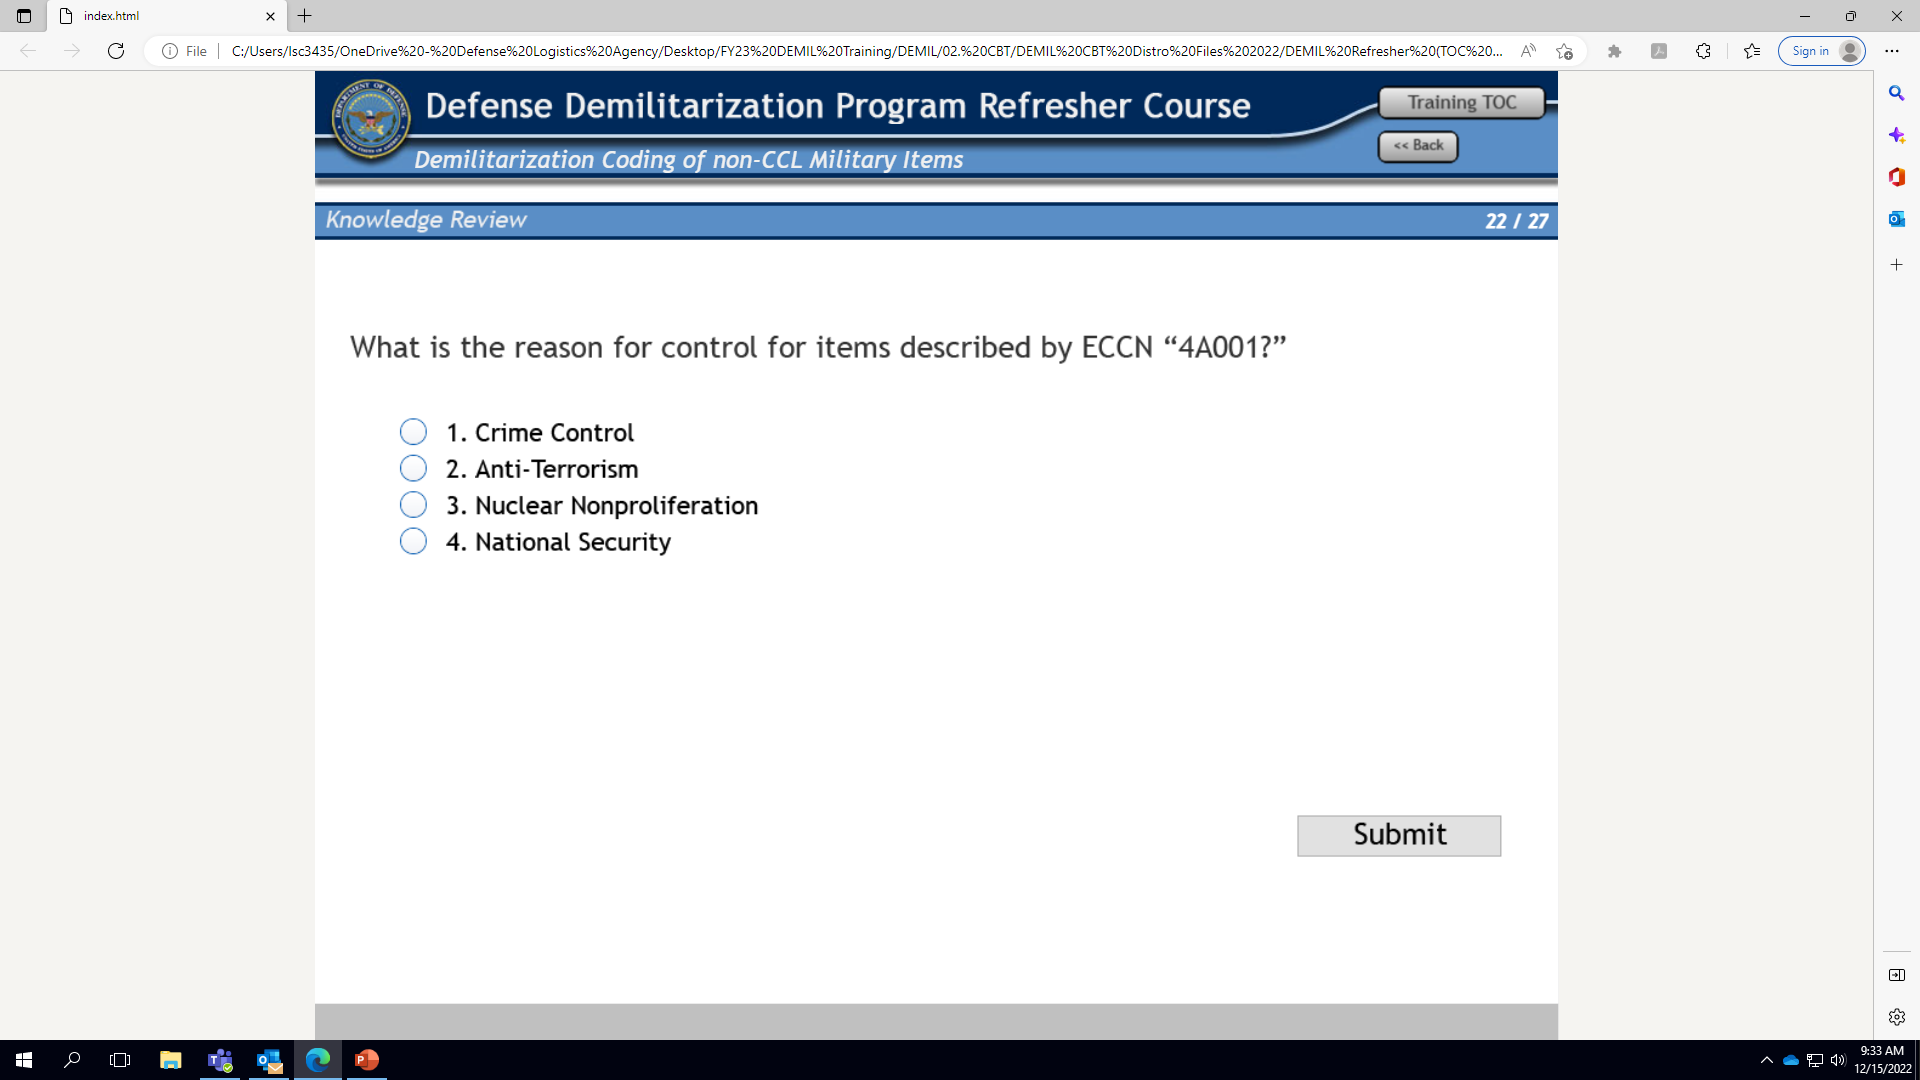 index.html
File
C:/Users/lsc3435/OneDrive%20-%20Defense%20Logistics%20Agency/Desktop/FY23%20DEMIL%20Training/DEMIL/02.%20CBT/DEMIL%20CBT%20Distro%20Files%202022/DEMIL%20Refresher%20(TOC%20...
Sign in
Defense Demilitarization Program Refresher Course
Training TOC
<< Back
Demilitarization Coding of non-CCL Military Items
Knowledge Review
22 / 27
What is the reason for control for items described by ECCN “4A001?”
1. Crime Control
2. Anti-Terrorism
3. Nuclear Nonproliferation
4. National Security
Submit
9:33 AM
12/15/2022